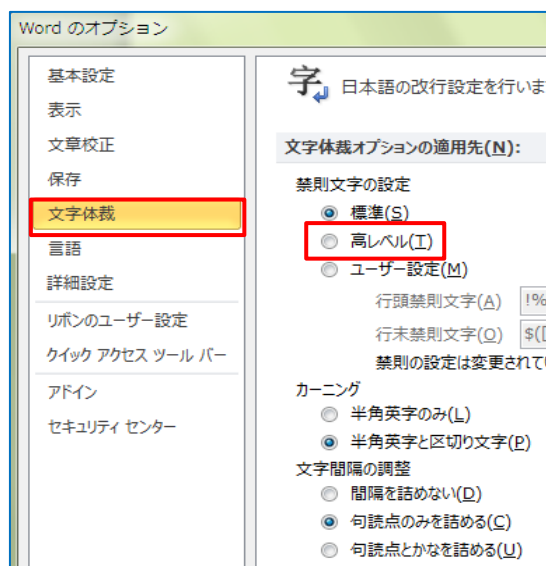 Word のオプション
基本設定
表示
文章校正
保存
文字体裁
言語
詳細設定
リボンのユーザー設定
クイック アクセス ツール バー
アドイン
セキュリティ センター
字 日本語の改行設定を行いま
文字体裁オプションの適用先(N):
禁則文字の設定
標準(S)
高レベル(T)
ユーザー設定(M)
行頭禁則文字(A) !%
行末禁則文字(O) $([
禁則の設定は変更されて
カーニング
半角英字のみ(L)
半角英字と区切り文字(P)
文字間隔の調整
間隔を詰めない(D)
句読点のみを詰める(C)
句読点とかなを詰める(U)